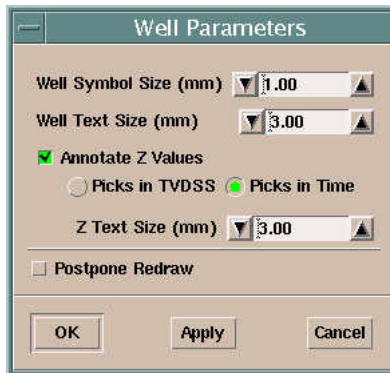 Well Parameters
Well Symbol Size (mm) 1.00
Well Text Size (mm) 3.00
Annotate Z Values
Picks in TVDSS Picks in Time
Z Text Size (mm) 3.00
Postpone Redraw
OK Apply Cancel